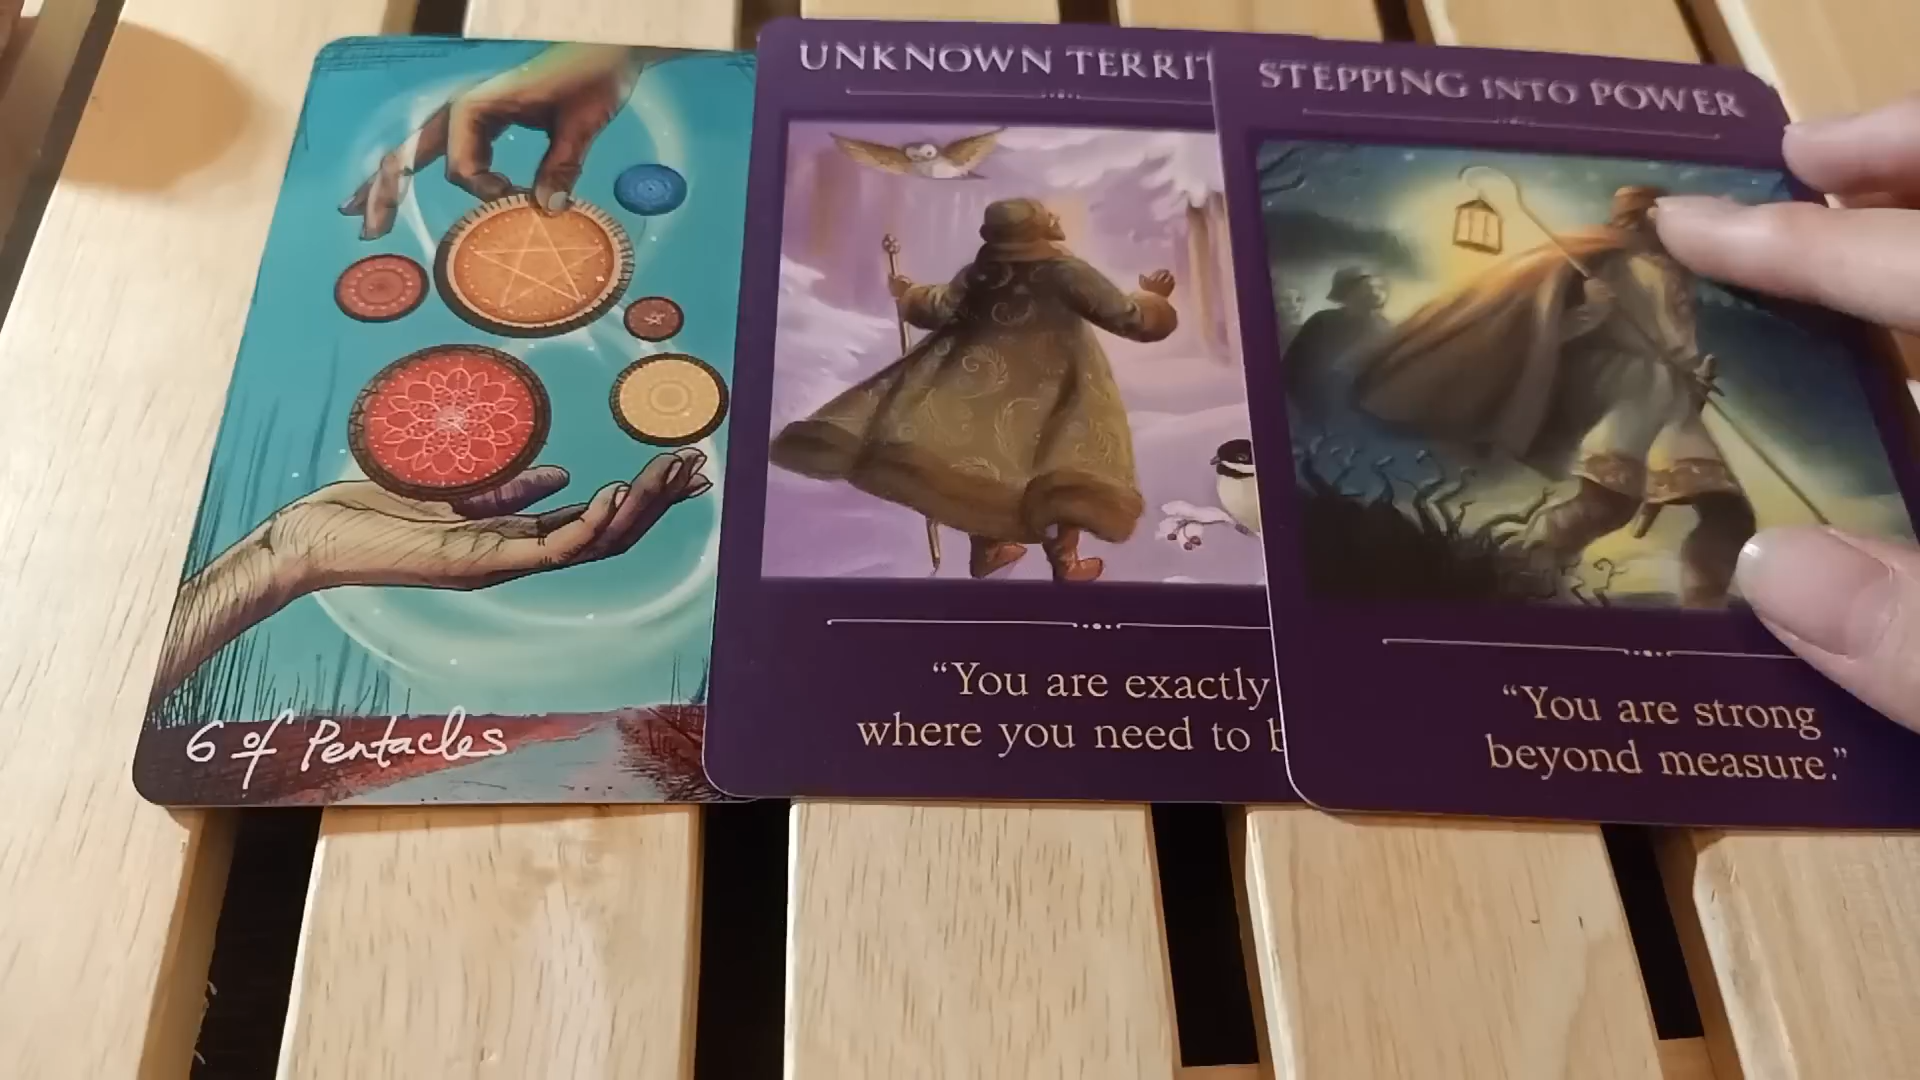 6 of Pentacles
UNKNOWN TERRIT
"You are exactly
where you need to b
STEPPING INTO POWER
"You are strong
beyond measure."